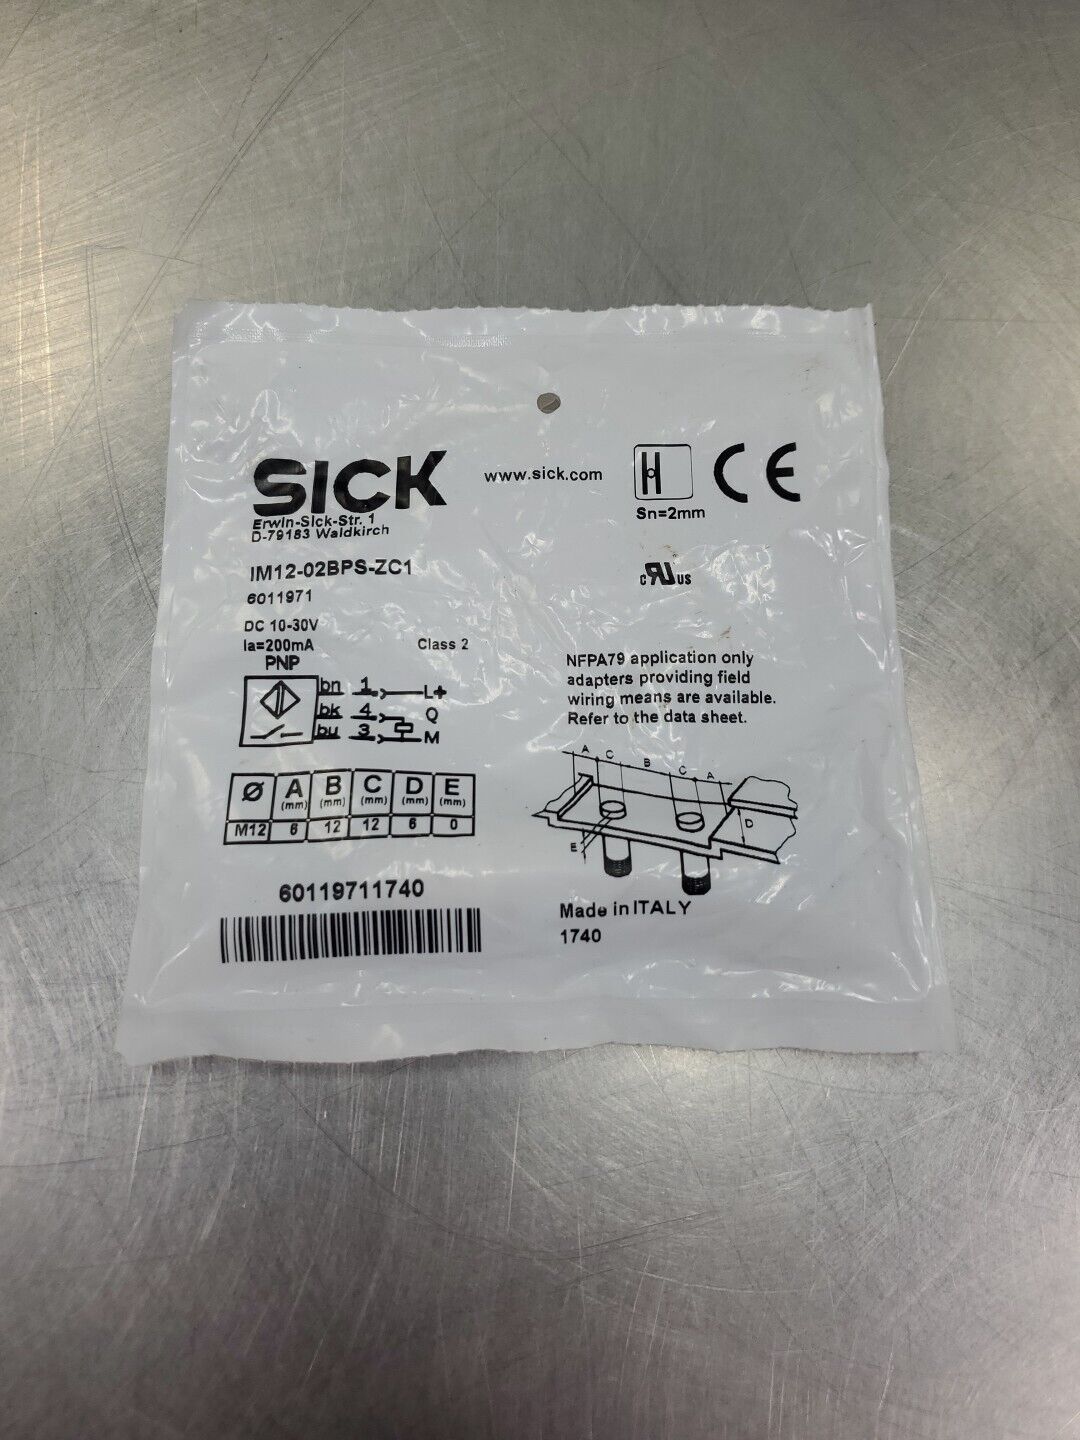 SICK
Erwin-Sick-Str. 1
D-79183 Waldkirch
www.sick.com
CE
Sn=2mm
IM12-02BPS-ZC1
6011971
cRUus
DC 10-30V
Ia=200mA Class 2
PNP
bn 1 L+
bk 4 Q
bu 3 M
NFPA79 application only
adapters providing field
wiring means are available.
Refer to the data sheet.
Ø A (mm) B (mm) C (mm) D (mm) E (mm)
M12 6 12 12 6 0
A C B C A
D
E
60119711740
Made in ITALY
1740